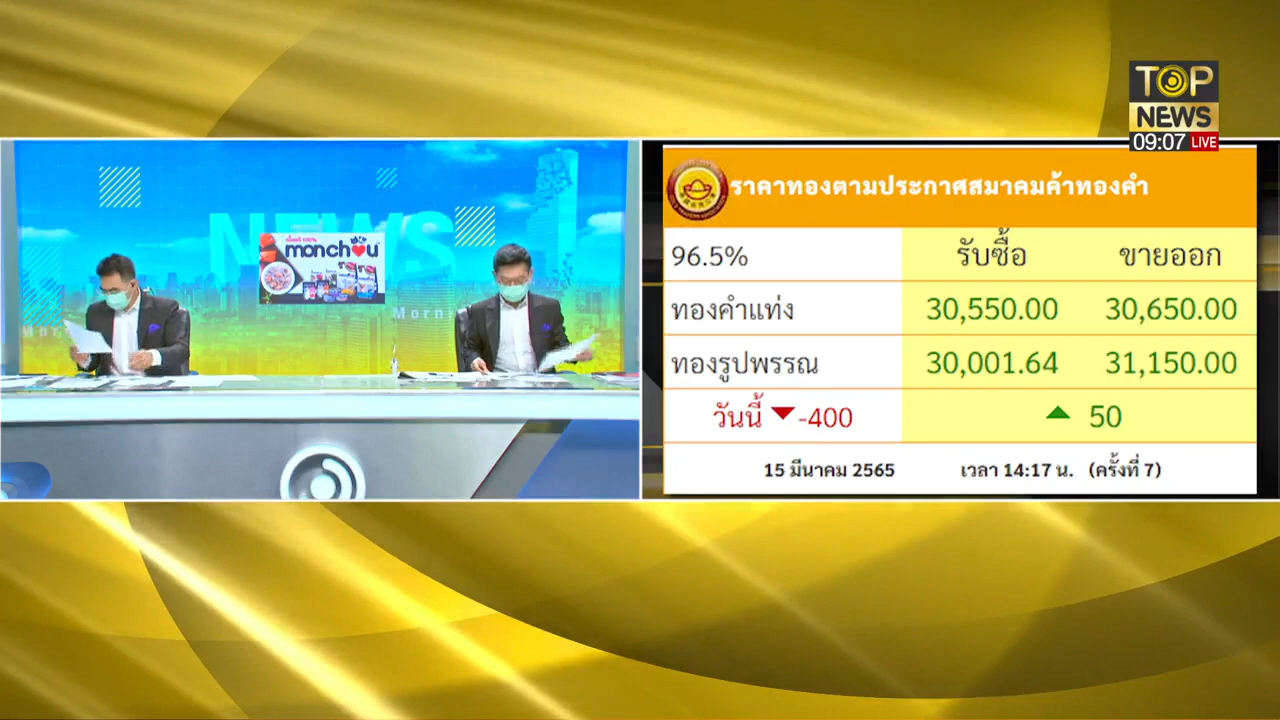 TOP
NEWS
09:07 LIVE
NEWS
monchou
Morni
ราคาทองตามประกาศสมาคมค้าทองคำ
96.5% รับซื้อ ขายออก
ทองคำแท่ง 30,550.00 30,650.00
ทองรูปพรรณ 30,001.64 31,150.00
วันนี้ ▼ -400 ▲ 50
15 มีนาคม 2565 เวลา 14:17 น. (ครั้งที่ 7)